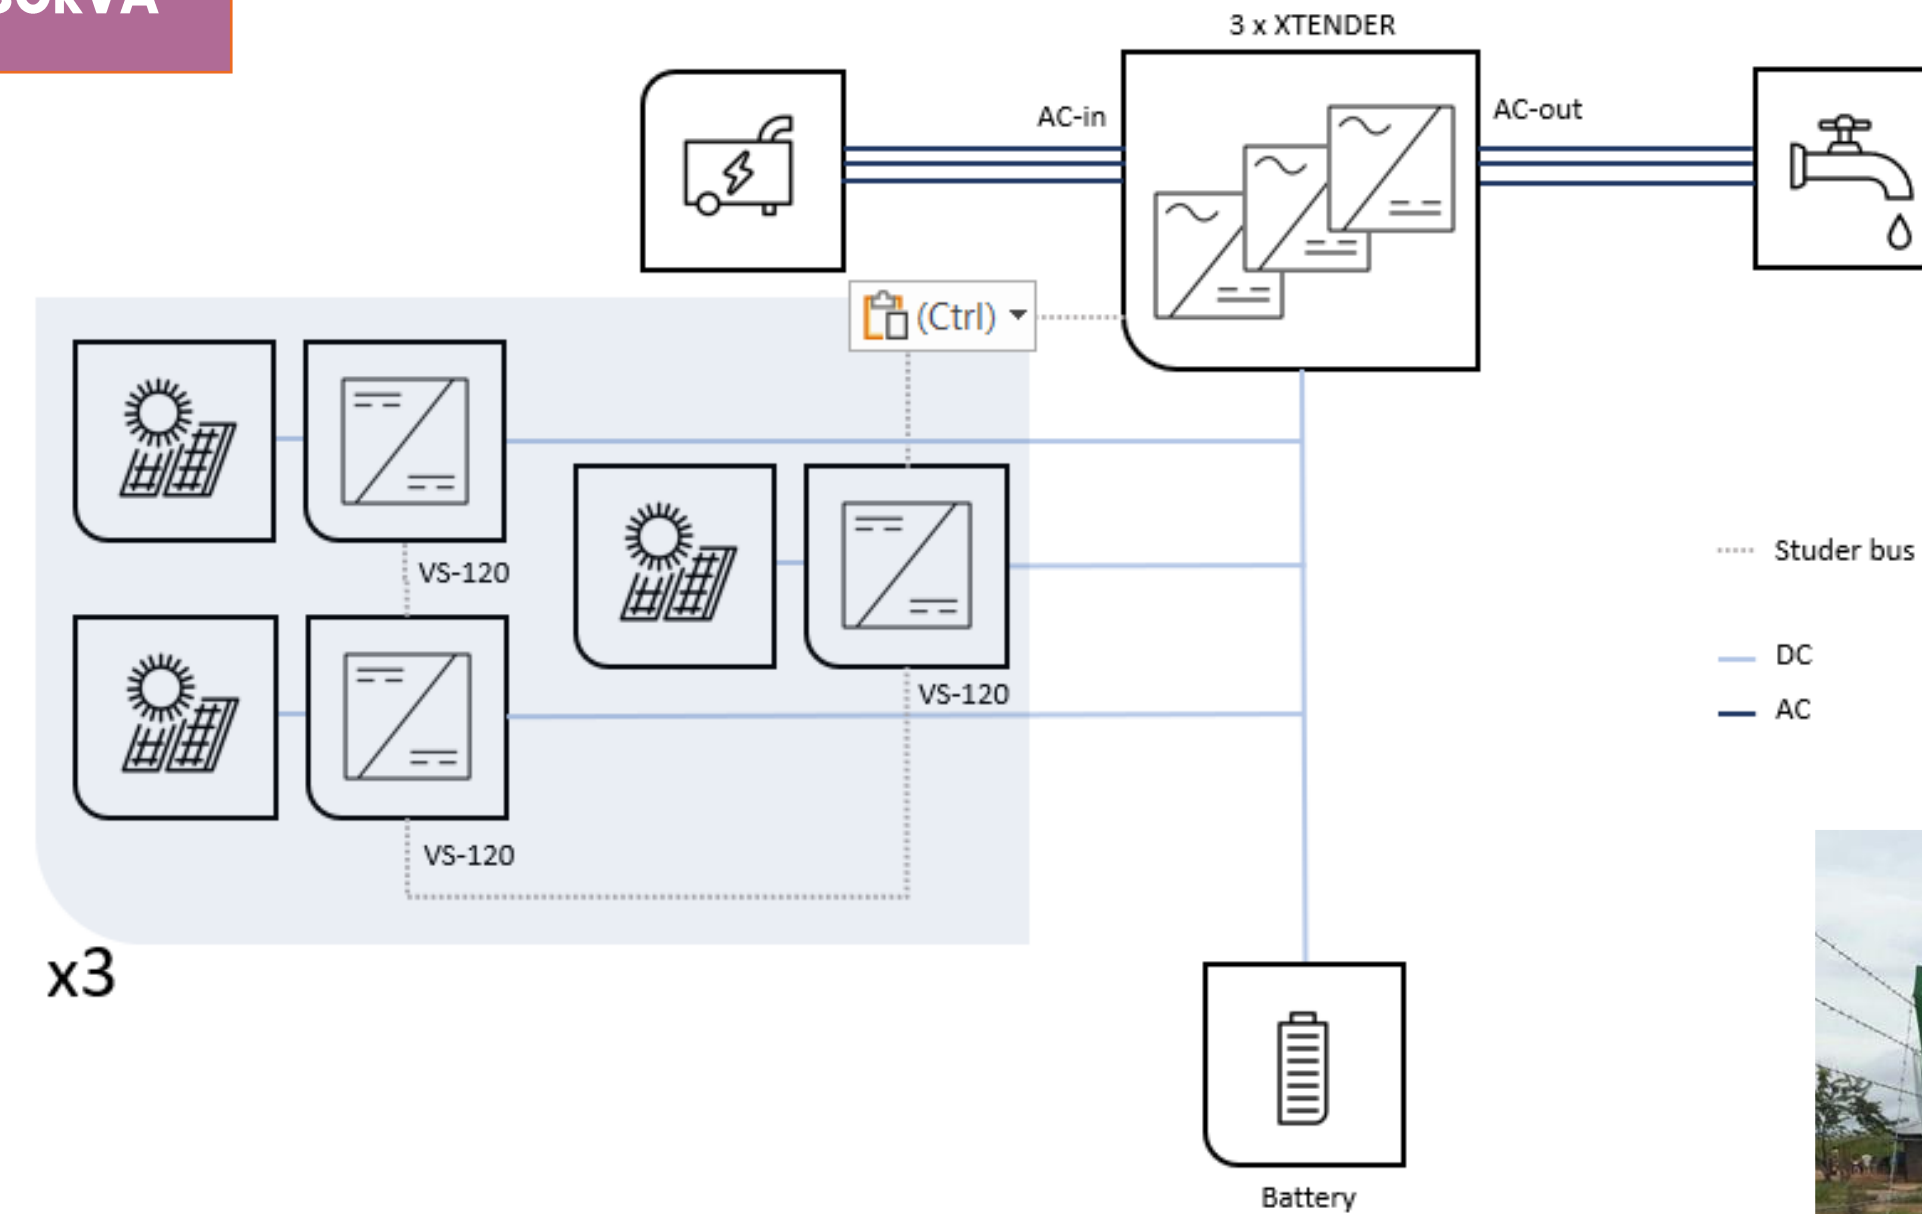 3 x XTENDER
AC-in
AC-out
(Ctrl)
VS-120
VS-120
VS-120
x3
Studer bus
DC
AC
Battery